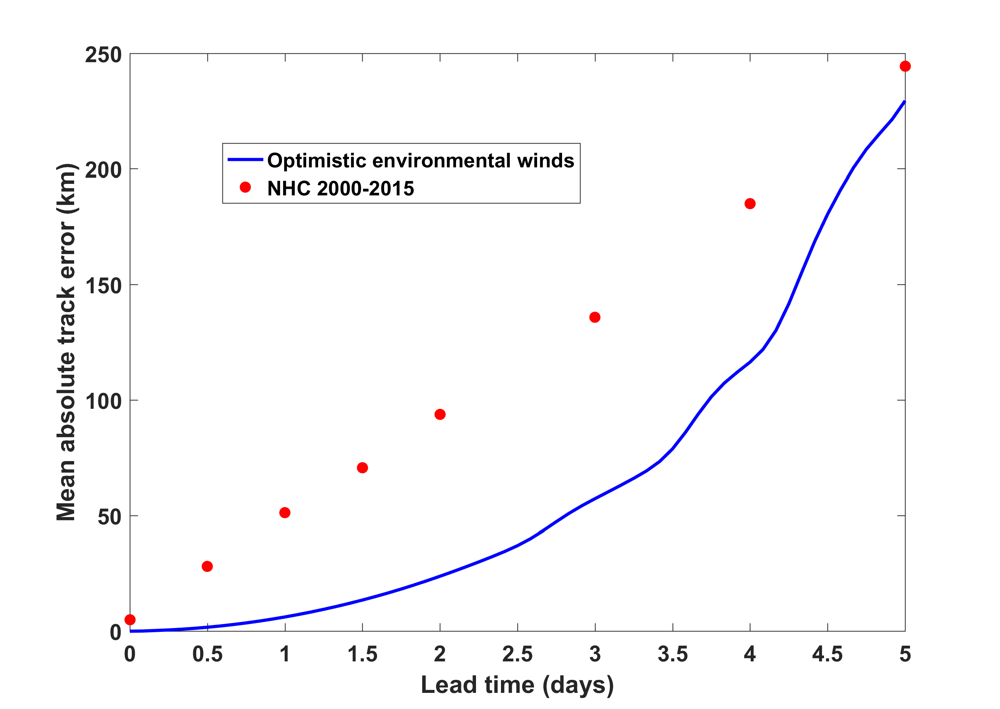 250
200
150
100
50
0
Mean absolute track error (km)
Optimistic environmental winds
NHC 2000-2015
0 0.5 1 1.5 2 2.5 3 3.5 4 4.5 5
Lead time (days)